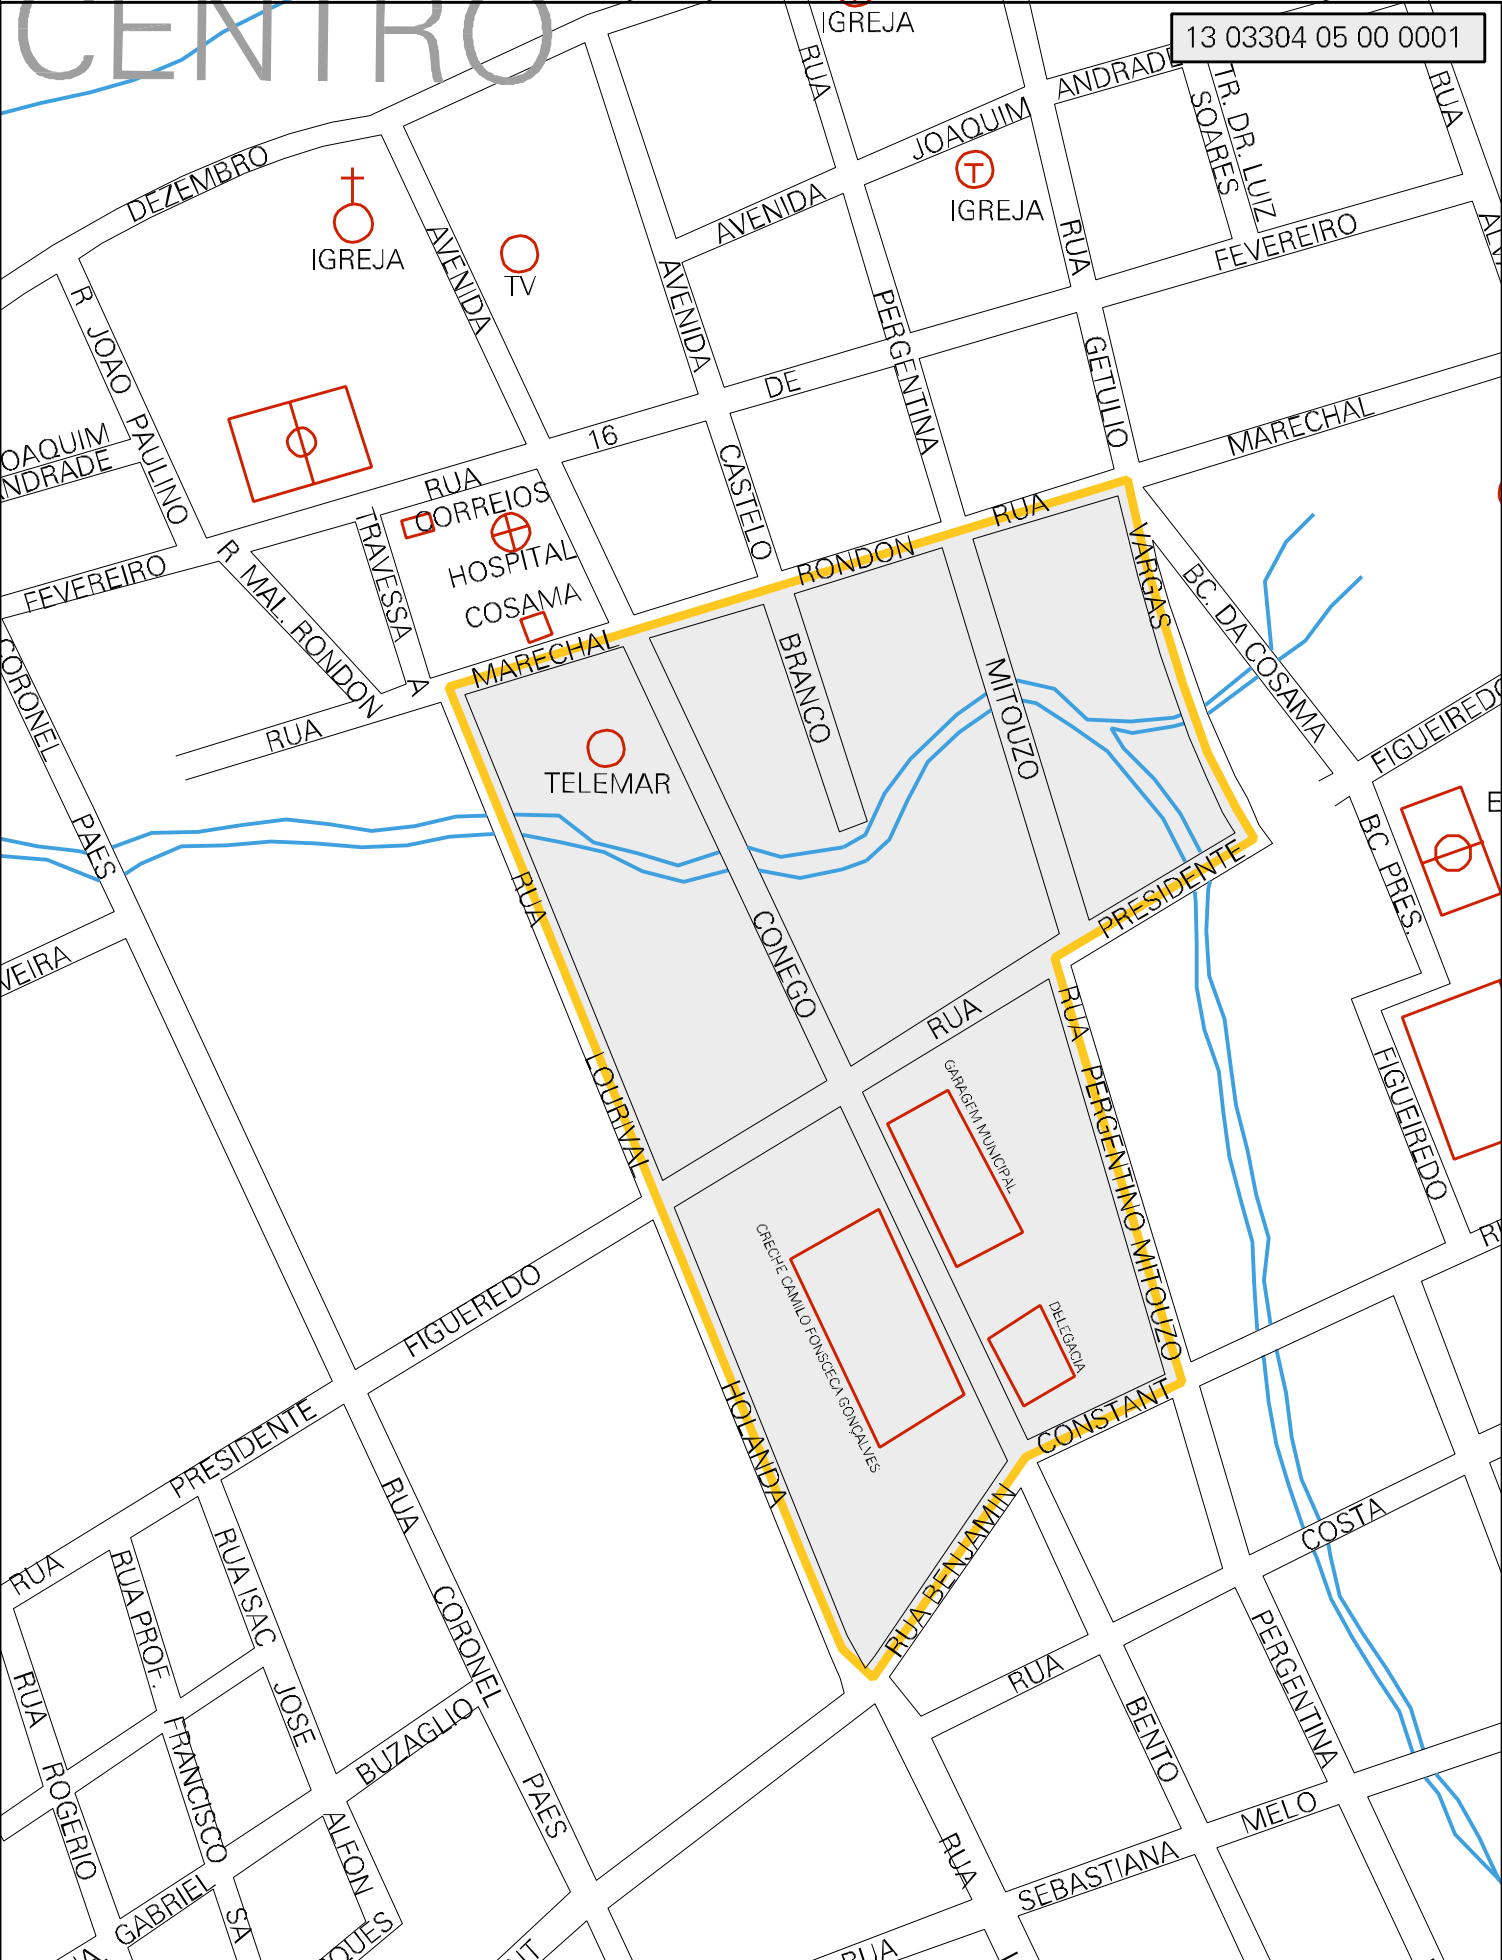 CENTRO
IGREJA
13 03304 05 00 0001
RUA
ANDRADE
RUA
TR. DR. LUIZ
SOARES
JOAQUIM
DEZEMBRO
IGREJA
IGREJA
AVENIDA
AVENIDA
TV
RUA
FEVEREIRO
AVENIDA
PERGENTINA
GETULIO
R JOAO PAULINO
DE
16
MARECHAL
OAQUIM
ANDRADE
CASTELO
RUA
CORREIOS
HOSPITAL
COSAMA
TRAVESSA A
R MAL. RONDON
FEVEREIRO
RUA
RONDON
MARECHAL
VARGAS
BC. DA COSAMA
BRANCO
MITOUZO
CORONEL
RUA
TELEMAR
FIGUEIREDO
PAES
BC. PRES.
FIGUEIREDO
RUA
PRESIDENTE
VEIRA
CONEGO
RUA
RUA PERGENTINO MITOUZO
LOURIVAL
GARAGEM MUNICIPAL
CRECHE CAMILO FONSCECA GONÇALVES
DELEGACIA
FIGUEREDO
HOLANDA
CONSTANT
RUA BENJAMIN
PRESIDENTE
RUA
RUA
COSTA
RUA PROF.
RUA ISAC
CORONEL
RUA
PERGENTINA
RUA
JOSE
BENTO
BUZAGLIO
FRANCISCO
ROGERIO
PAES
MELO
ALFON
RUA
SEBASTIANA
GABRIEL
SA
QUES
RUA